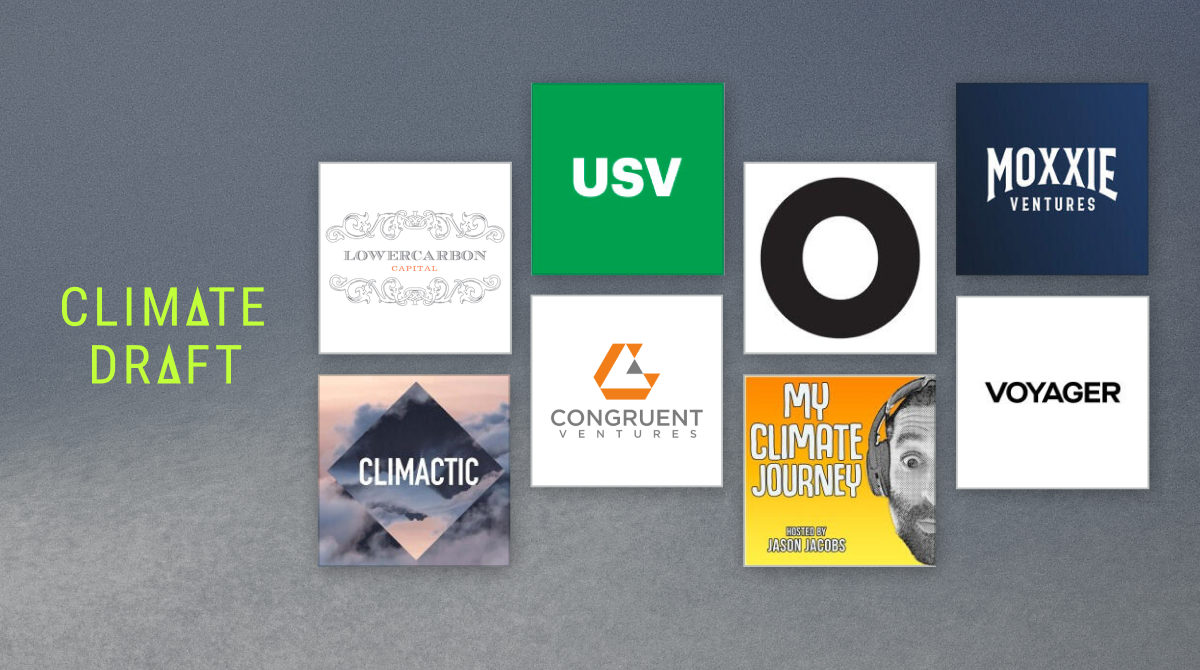 CLIMATE
DRAFT
LOWERCARBON
CAPITAL
USV
O
MOXXIE
VENTURES
CLIMACTIC
CONGRUENT
VENTURES
MY
CLIMATE
JOURNEY
HOSTED BY
JASON JACOBS
VOYAGER